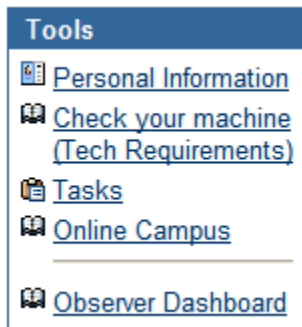 Tools
Personal Information
Check your machine
(Tech Requirements)
Tasks
Online Campus
Observer Dashboard